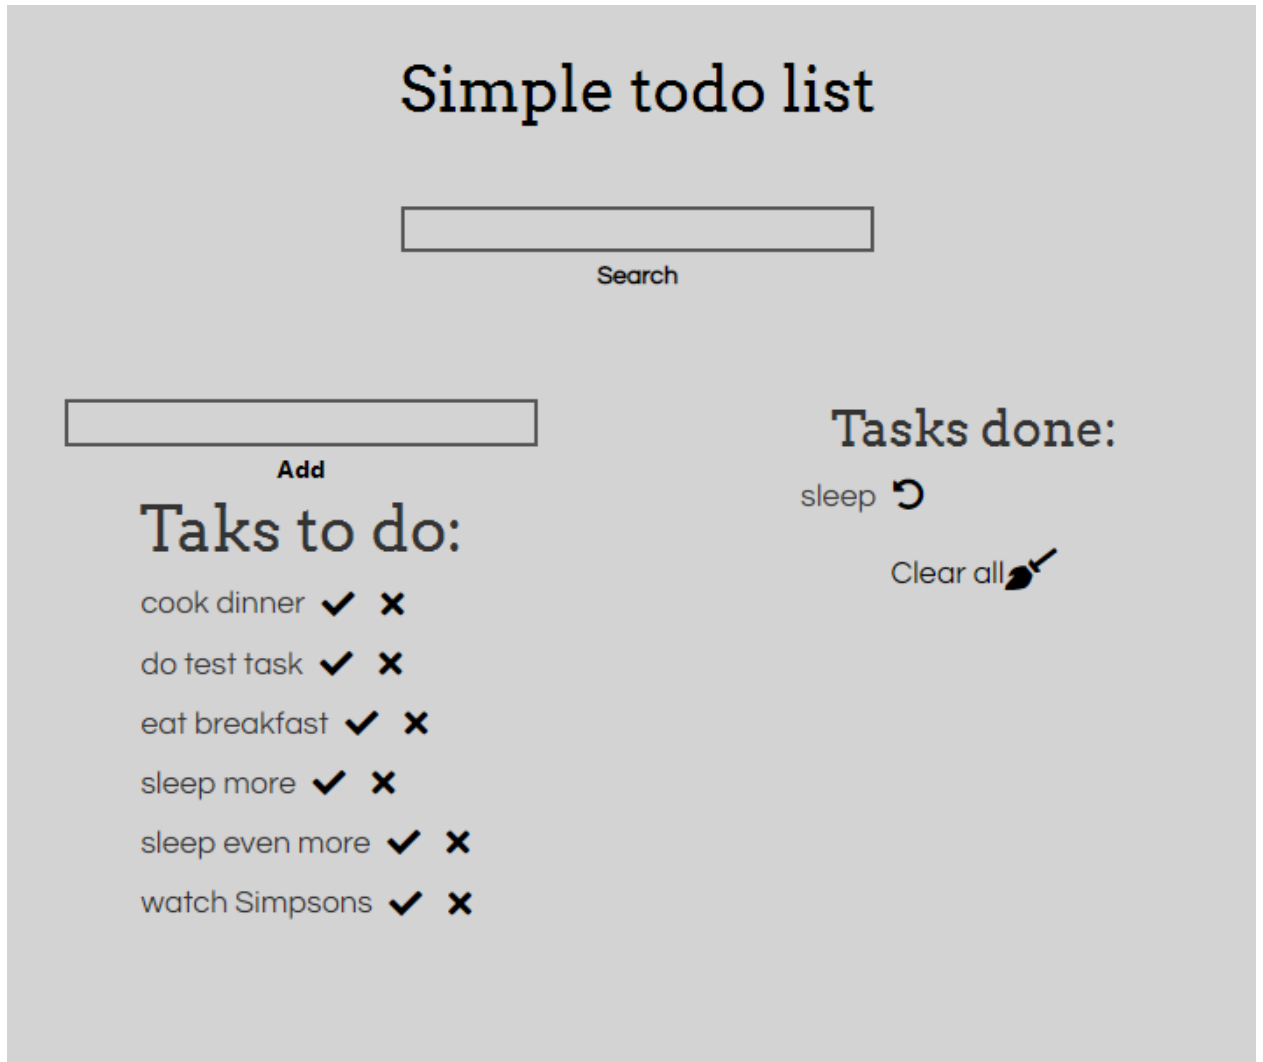 Simple todo list
Search
Add
Taks to do:
cook dinner
do test task
eat breakfast
sleep more
sleep even more
watch Simpsons
Tasks done:
sleep
Clear all